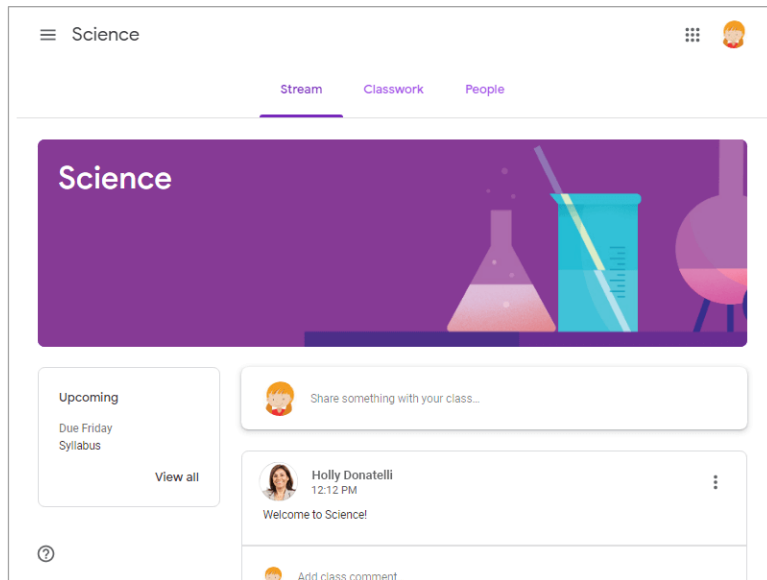 Science
Stream
Classwork
People
Science
Upcoming
Due Friday
Syllabus
View all
Share something with your class...
Holly Donatelli
12:12 PM
Welcome to Science!
Add class comment